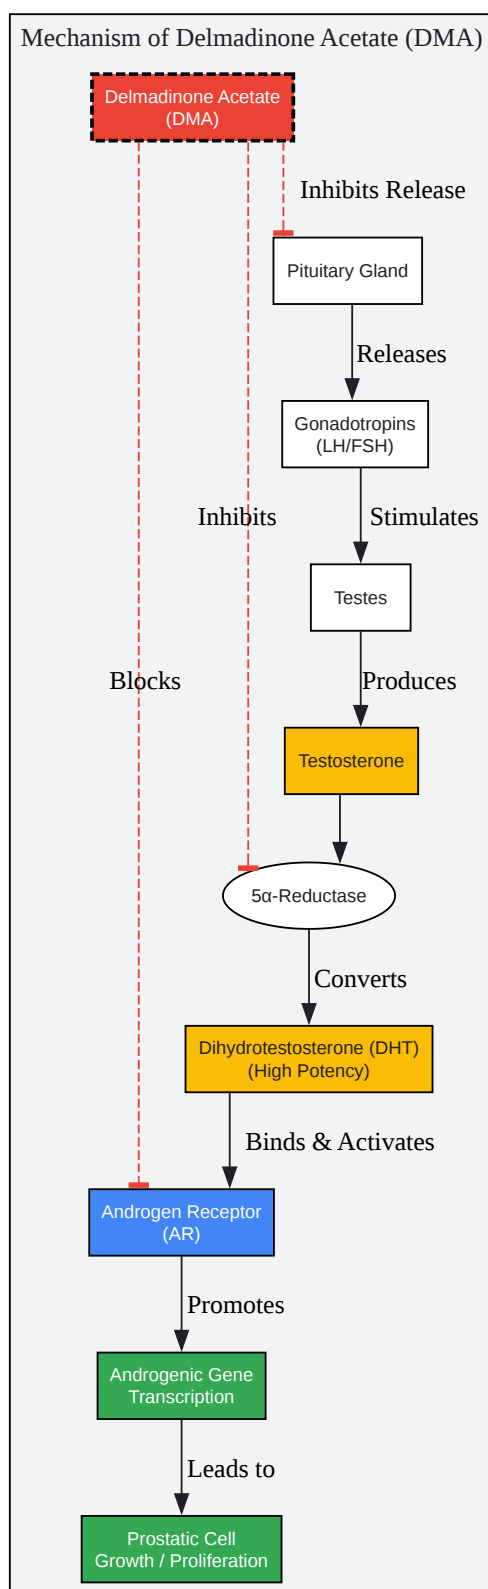 Mechanism of Delmadinone Acetate (DMA)
Delmadinone Acetate
(DMA)
Inhibits Release
Pituitary Gland
Releases
Gonadotropins
(LH/FSH)
Inhibits
Stimulates
Testes
Blocks
Produces
Testosterone
5α-Reductase
Converts
Dihydrotestosterone (DHT)
(High Potency)
Binds & Activates
Androgen Receptor
(AR)
Promotes
Androgenic Gene
Transcription
Leads to
Prostatic Cell
Growth / Proliferation